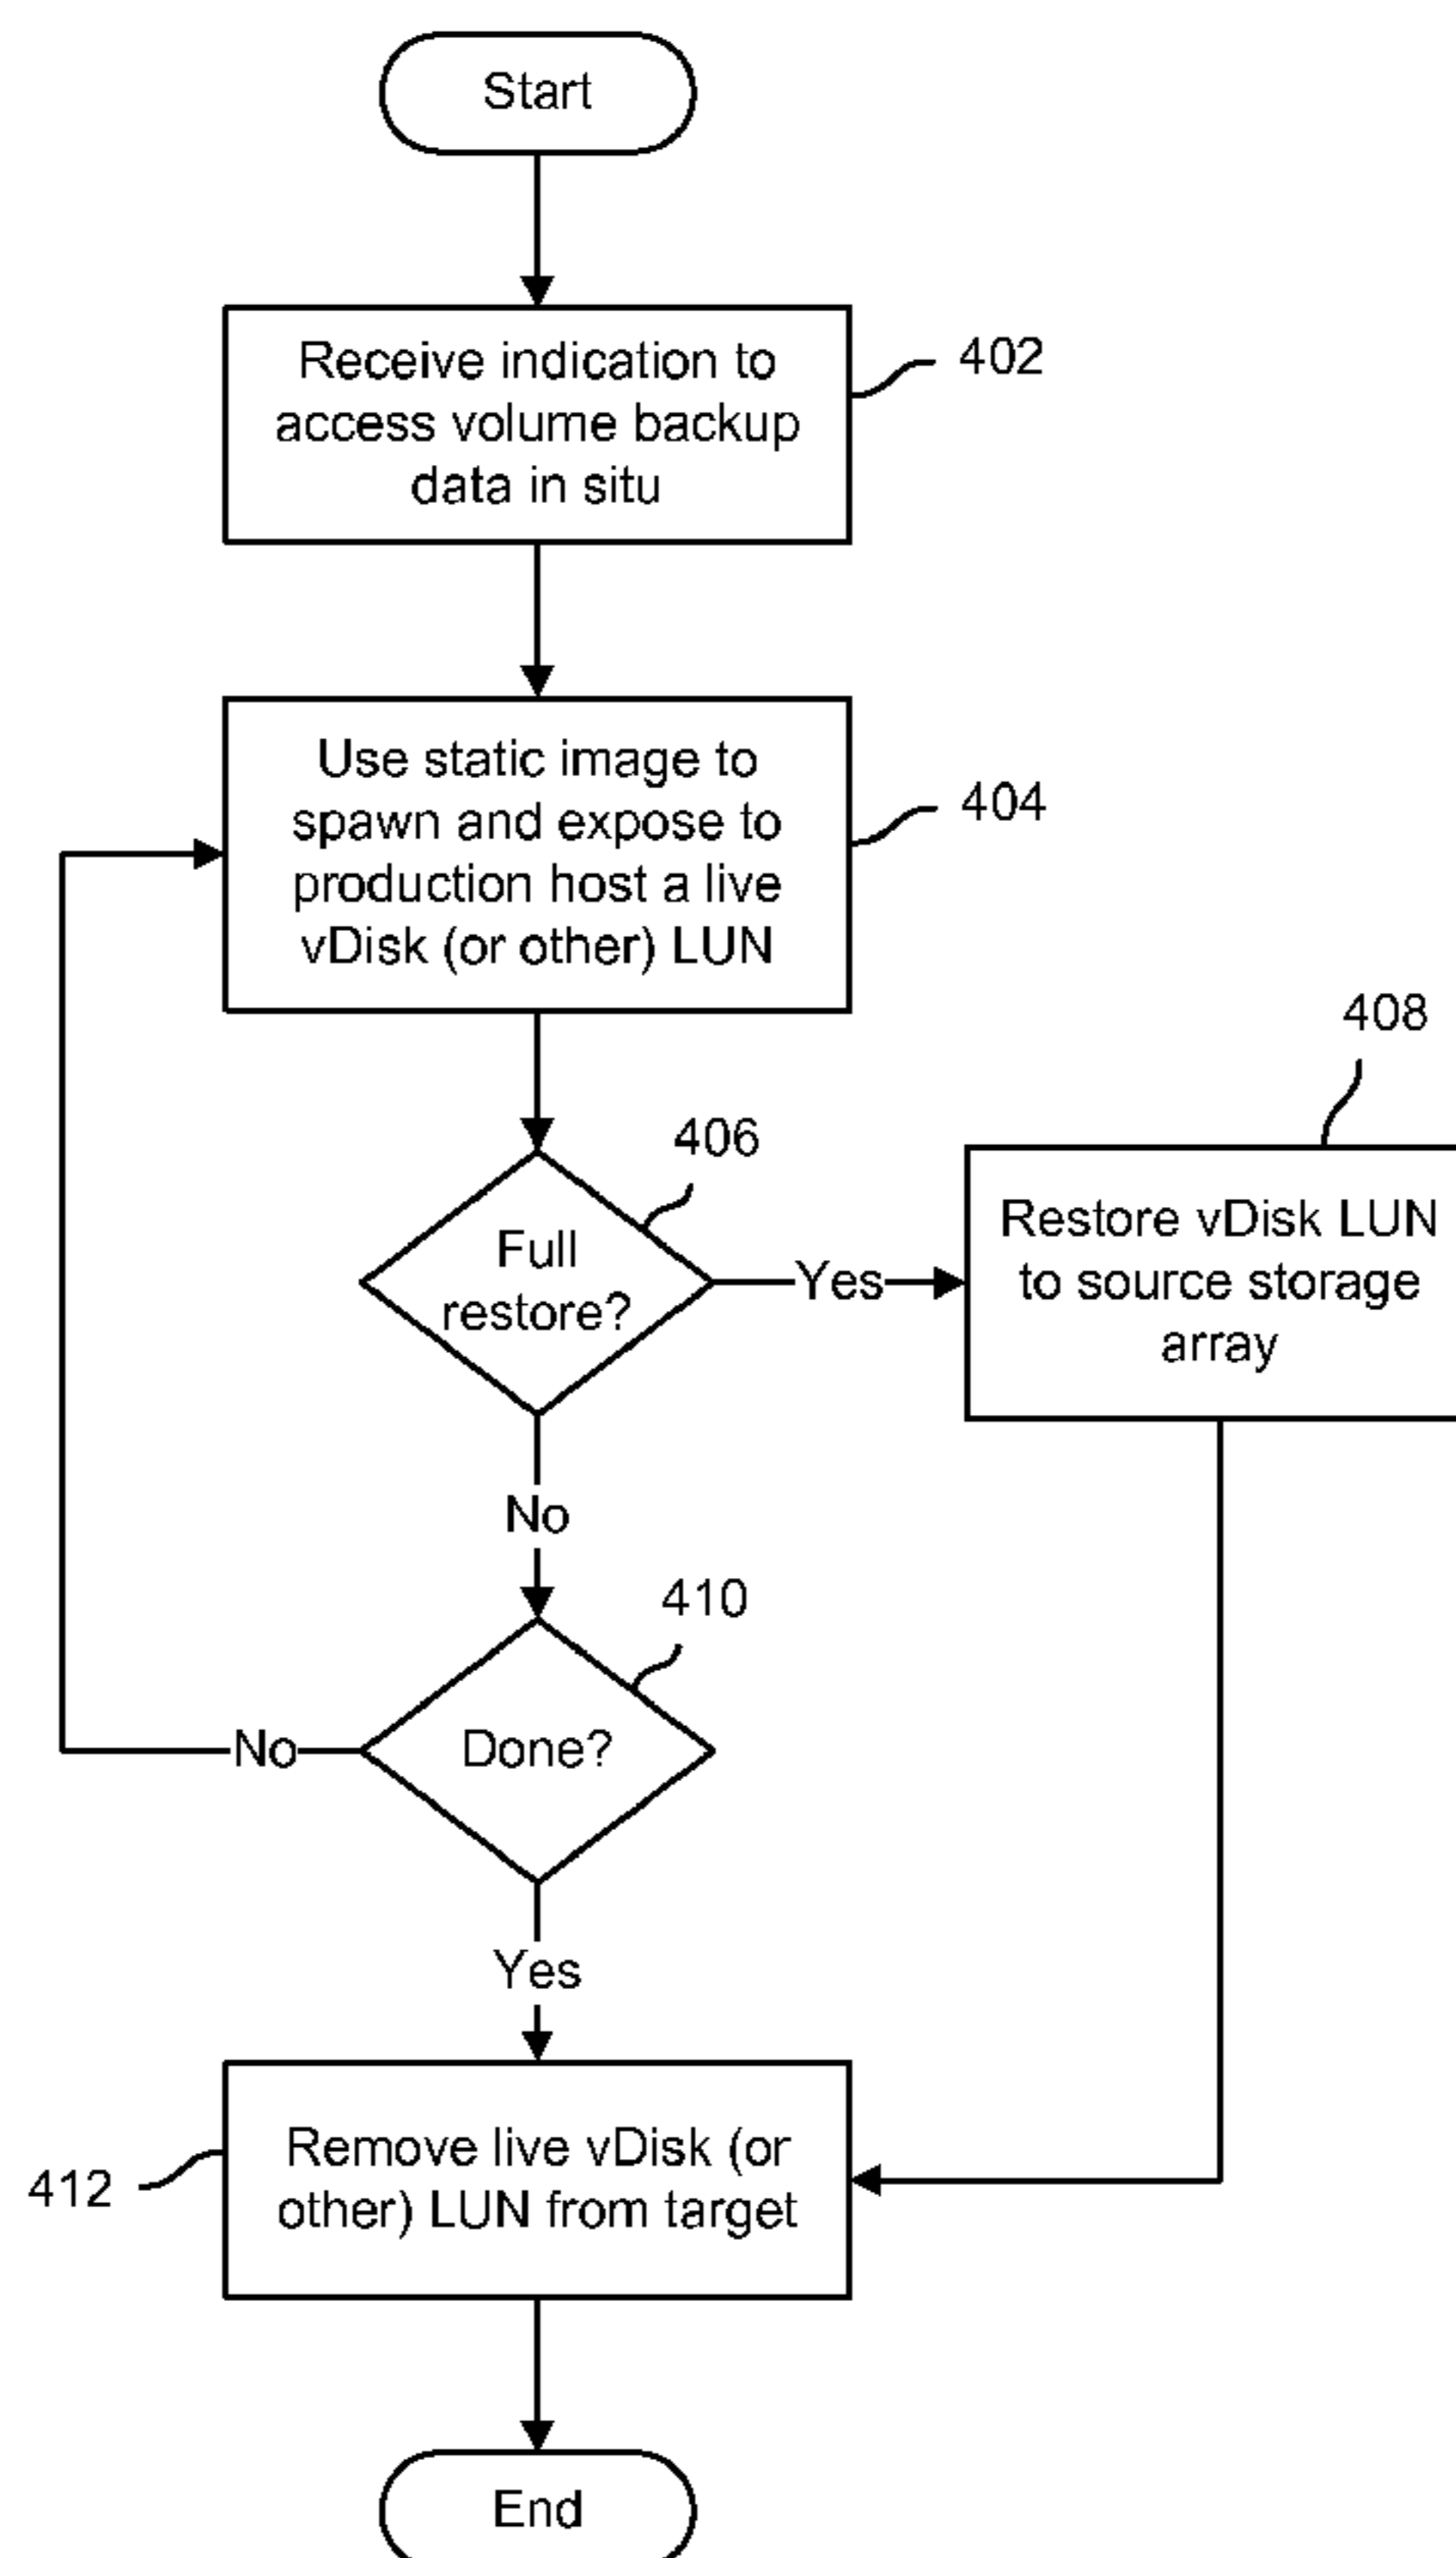 Start
Receive indication to
access volume backup
data in situ
402
Use static image to
spawn and expose to
production host a live
vDisk (or other) LUN
404
408
406
Full
restore?
Yes
Restore vDisk LUN
to source storage
array
No
410
Done?
No
Yes
Remove live vDisk (or
other) LUN from target
412
End